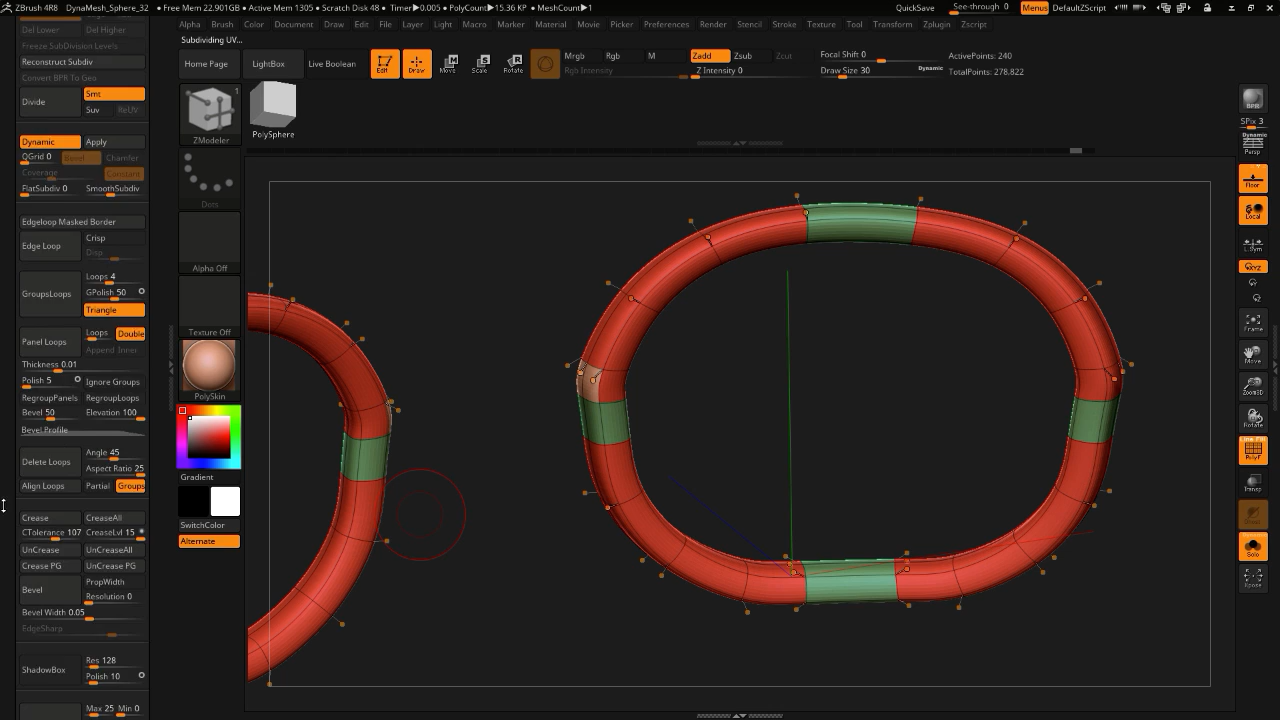 ZBrush 4R8 DynaMesh_Sphere_32 • Free Mem 22.901GB • Active Mem 1305 • Scratch Disk 48 • Timer▶0.005 • PolyCount▶15.36 KP • MeshCount▶1 QuickSave See-through 0 Menus DefaultZScript
Alpha Brush Color Document Draw Edit File Layer Light Macro Marker Material Movie Picker Preferences Render Stencil Stroke Texture Tool Transform Zplugin Zscript
Subdividing UV...
Del Lower Del Higher
Freeze SubDivision Levels
Reconstruct Subdiv
Convert BPR To Geo
Divide Smt
Suv ReUV
Dynamic Apply
QGrid 0 Bevel Chamfer
Coverage Constant
FlatSubdiv 0 SmoothSubdiv
Edgeloop Masked Border
Edge Loop Crisp
Disp
GroupsLoops Loops 4
GPolish 50
Triangle
Panel Loops Loops Double
Append Inner
Thickness 0.01
Polish 5 Ignore Groups
RegroupPanels RegroupLoops
Bevel 50 Elevation 100
Bevel Profile
Delete Loops Angle 45
Aspect Ratio 25
Align Loops Partial Groups
Crease CreaseAll
CTolerance 107 CreaseLvl 15
UnCrease UnCreaseAll
Crease PG UnCrease PG
Bevel PropWidth
Resolution 0
Bevel Width 0.05
EdgeSharp
ShadowBox Res 128
Polish 10
Max 25 Min 0
Home Page LightBox Live Boolean Edit Draw Move Scale Rotate
Mrgb Rgb M Zadd Zsub Zcut
Rgb Intensity Z Intensity 0
Focal Shift 0 ActivePoints: 240
Draw Size 30 Dynamic TotalPoints: 278.822
1
ZModeler PolySphere
Dots
Alpha Off
Texture Off
PolySkin
Gradient
SwitchColor
Alternate
BPR
SPix 3
Dynamic
Persp
Floor
Local
L.Sym
XYZ
Frame
Move
Zoom3D
Rotate
Line Fill
PolyF
Transp
Dynamic
Solo
Xpose